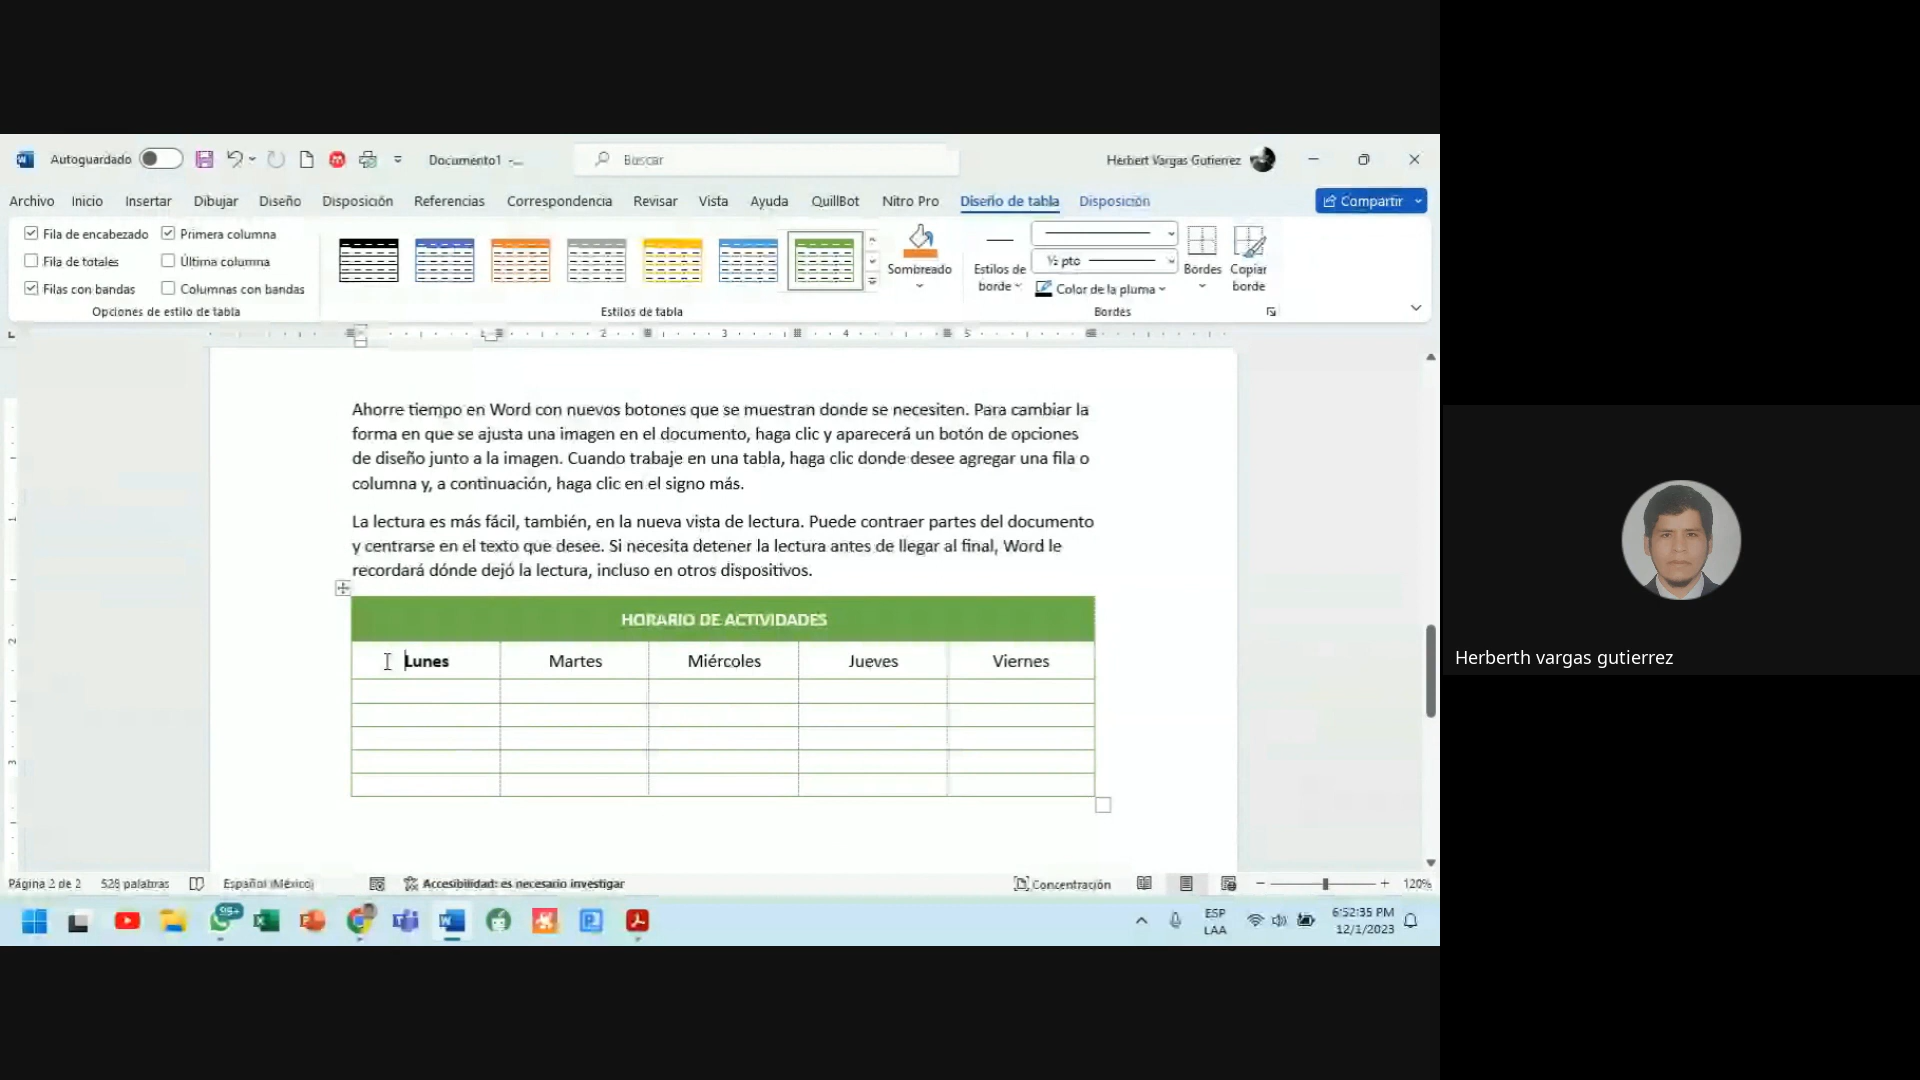 Autoguardado
Documento1 -...
Buscar
Herbert Vargas Gutierrez
Archivo Inicio Insertar Dibujar Diseño Disposición Referencias Correspondencia Revisar Vista Ayuda QuillBot Nitro Pro Diseño de tabla Disposición Compartir
Fila de encabezado Primera columna
Fila de totales Última columna
Filas con bandas Columnas con bandas
Opciones de estilo de tabla
Estilos de tabla
Sombreado
Estilos de borde
½ pto
Color de la pluma
Bordes
Copiar borde
Bordes
2 3 4 5
Ahorre tiempo en Word con nuevos botones que se muestran donde se necesiten. Para cambiar la
forma en que se ajusta una imagen en el documento, haga clic y aparecerá un botón de opciones
de diseño junto a la imagen. Cuando trabaje en una tabla, haga clic donde desee agregar una fila o
columna y, a continuación, haga clic en el signo más.
La lectura es más fácil, también, en la nueva vista de lectura. Puede contraer partes del documento
y centrarse en el texto que desee. Si necesita detener la lectura antes de llegar al final, Word le
recordará dónde dejó la lectura, incluso en otros dispositivos.
HORARIO DE ACTIVIDADES
Lunes Martes Miércoles Jueves Viernes
1
2
3
Página 2 de 2 528 palabras Español (México) Accesibilidad: es necesario investigar Concentración 120%
95+
ESP
LAA
6:52:35 PM
12/1/2023
Herberth vargas gutierrez